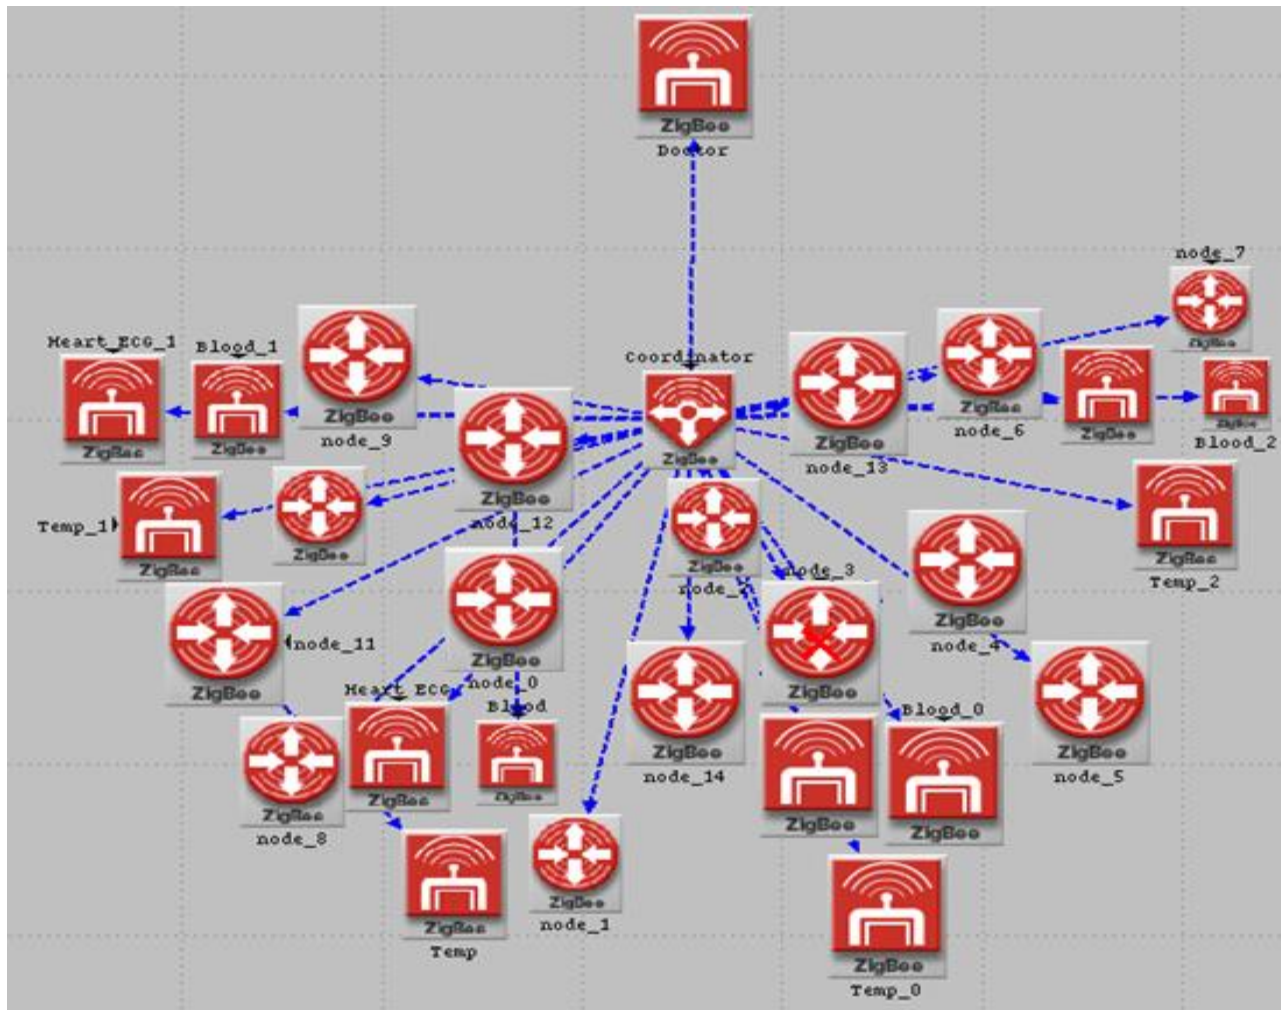 ZigBee
Doctor
node_7
ZigBee
Heart_ECG_1
ZigBee
Blood_1
ZigBee
ZigBee
node_9
Coordinator
ZigBee
ZigBee
node_13
ZigBee
node_6
ZigBee
ZigBee
Blood_2
ZigBee
node_12
Temp_1
ZigBee
ZigBee
ZigBee
ZigBee
Temp_2
ZigBee
node_11
ZigBee
node_0
node_3
ZigBee
ZigBee
node_4
ZigBee
node_14
ZigBee
node_5
ZigBee
node_8
Heart_ECG
ZigBee
Blood
ZigBee
ZigBee
Blood_0
ZigBee
ZigBee
Temp
ZigBee
node_1
ZigBee
Temp_0